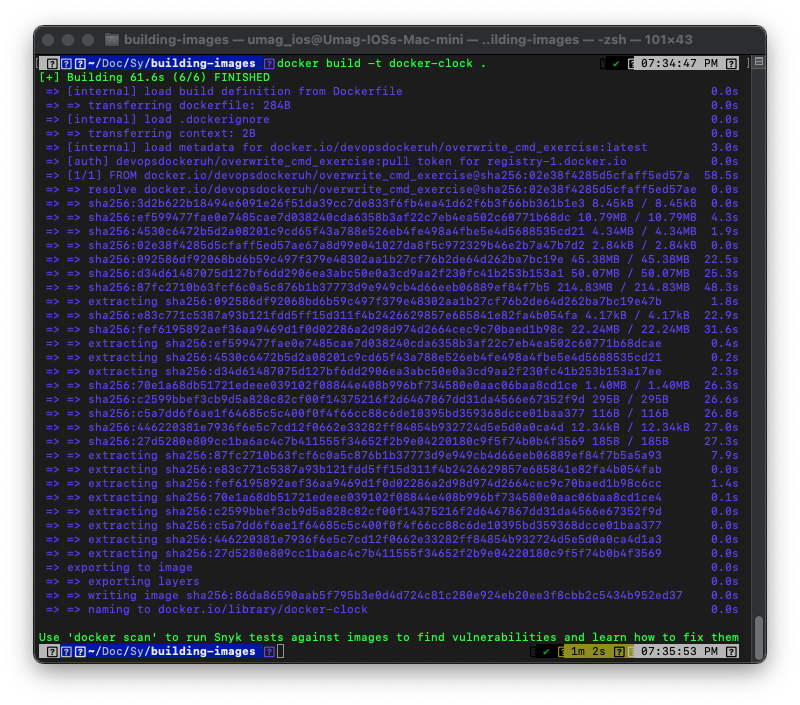 building-images — umag_ios@Umag-IOSs-Mac-mini — ..ilding-images — -zsh — 101×43
[ ~/Doc/Sy/building-images docker build -t docker-clock . ✔ 07:34:47 PM ]
[+] Building 61.6s (6/6) FINISHED
=> [internal] load build definition from Dockerfile 0.0s
=> => transferring dockerfile: 284B 0.0s
=> [internal] load .dockerignore 0.0s
=> => transferring context: 2B 0.0s
=> [internal] load metadata for docker.io/devopsdockeruh/overwrite_cmd_exercise:latest 3.0s
=> [auth] devopsdockeruh/overwrite_cmd_exercise:pull token for registry-1.docker.io 0.0s
=> [1/1] FROM docker.io/devopsdockeruh/overwrite_cmd_exercise@sha256:02e38f4285d5cfaff5ed57a 58.5s
=> => resolve docker.io/devopsdockeruh/overwrite_cmd_exercise@sha256:02e38f4285d5cfaff5ed57ae 0.0s
=> => sha256:3d2b622b18494e6091e26f51da39cc7de833f6fb4ea41d62f6b3f66bb361b1e3 8.45kB / 8.45kB 0.0s
=> => sha256:ef599477fae0e7485cae7d038240cda6358b3af22c7eb4ea502c60771b68dc 10.79MB / 10.79MB 4.3s
=> => sha256:4530c6472b5d2a08201c9cd65f43a788e526eb4fe498a4fbe5e4d5688535cd21 4.34MB / 4.34MB 1.9s
=> => sha256:02e38f4285d5cfaff5ed57ae67a8d99e041027da8f5c972329b46e2b7a47b7d2 2.84kB / 2.84kB 0.0s
=> => sha256:092586df92068bd6b59c497f379e48302aa1b27cf76b2de64d262ba7bc19e 45.38MB / 45.38MB 22.5s
=> => sha256:d34d61487075d127bf6dd2906ea3abc50e0a3cd9aa2f230fc41b253b153a1 50.07MB / 50.07MB 25.3s
=> => sha256:87fc2710b63fcf6c0a5c876b1b37773d9e949cb4d66eeb06889ef84f7b5 214.83MB / 214.83MB 48.3s
=> => extracting sha256:092586df92068bd6b59c497f379e48302aa1b27cf76b2de64d262ba7bc19e47b 1.8s
=> => sha256:e83c771c5387a93b121fdd5ff15d311f4b2426629857e685841e82fa4b054fa 4.17kB / 4.17kB 22.9s
=> => sha256:fef6195892aef36aa9469d1f0d02286a2d98d974d2664cec9c70baed1b98c 22.24MB / 22.24MB 31.6s
=> => extracting sha256:ef599477fae0e7485cae7d038240cda6358b3af22c7eb4ea502c60771b68dcae 0.4s
=> => extracting sha256:4530c6472b5d2a08201c9cd65f43a788e526eb4fe498a4fbe5e4d5688535cd21 0.2s
=> => extracting sha256:d34d61487075d127bf6dd2906ea3abc50e0a3cd9aa2f230fc41b253b153a17ee 2.3s
=> => sha256:70e1a68db51721edeee039102f08844e408b996bf734580e0aac06baa8cd1ce 1.40MB / 1.40MB 26.3s
=> => sha256:c2599bbef3cb9d5a828c82cf00f14375216f2d6467867dd31da4566e67352f9d 295B / 295B 26.6s
=> => sha256:c5a7dd6f6ae1f64685c5c400f0f4f66cc88c6de10395bd359368dcce01baa377 116B / 116B 26.8s
=> => sha256:446220381e7936f6e5c7cd12f0662e33282ff84854b932724d5e5d0a0ca4d 12.34kB / 12.34kB 27.0s
=> => sha256:27d5280e809cc1ba6ac4c7b411555f34652f2b9e04220180c9f5f74b0b4f3569 185B / 185B 27.3s
=> => extracting sha256:87fc2710b63fcf6c0a5c876b1b37773d9e949cb4d66eeb06889ef84f7b5a5a93 7.9s
=> => extracting sha256:e83c771c5387a93b121fdd5ff15d311f4b2426629857e685841e82fa4b054fab 0.0s
=> => extracting sha256:fef6195892aef36aa9469d1f0d02286a2d98d974d2664cec9c70baed1b98c6cc 1.4s
=> => extracting sha256:70e1a68db51721edeee039102f08844e408b996bf734580e0aac06baa8cd1ce4 0.1s
=> => extracting sha256:c2599bbef3cb9d5a828c82cf00f14375216f2d6467867dd31da4566e67352f9d 0.0s
=> => extracting sha256:c5a7dd6f6ae1f64685c5c400f0f4f66cc88c6de10395bd359368dcce01baa377 0.0s
=> => extracting sha256:446220381e7936f6e5c7cd12f0662e33282ff84854b932724d5e5d0a0ca4d1a3 0.0s
=> => extracting sha256:27d5280e809cc1ba6ac4c7b411555f34652f2b9e04220180c9f5f74b0b4f3569 0.0s
=> exporting to image 0.0s
=> => exporting layers 0.0s
=> => writing image sha256:86da86590aab5f795b3e0d4d724c81c280e924eb20ee3f8cbb2c5434b952ed37 0.0s
=> => naming to docker.io/library/docker-clock 0.0s
Use 'docker scan' to run Snyk tests against images to find vulnerabilities and learn how to fix them
~/Doc/Sy/building-images ✔ 1m 2s 07:35:53 PM